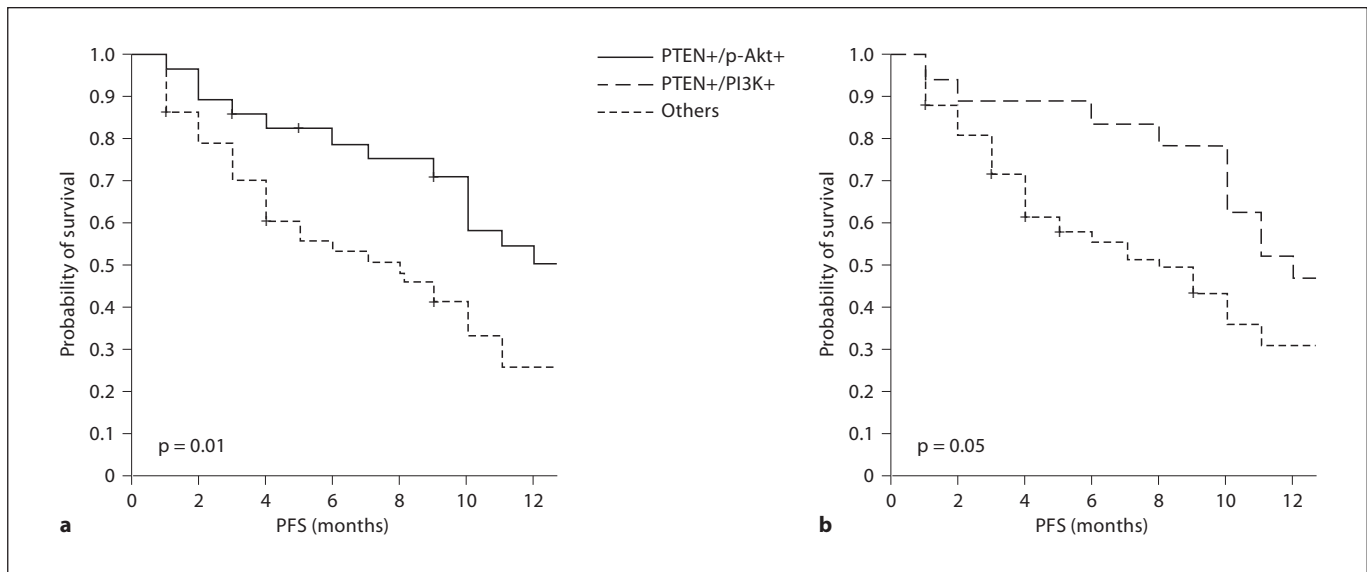 1.0
0.9
0.8
0.7
0.6
0.5
0.4
0.3
0.2
0.1
0
Probability of survival
p = 0.01
0 2 4 6 8 10 12
PFS (months)
a
PTEN+/p-Akt+
PTEN+/PI3K+
Others
1.0
0.9
0.8
0.7
0.6
0.5
0.4
0.3
0.2
0.1
0
Probability of survival
p = 0.05
0 2 4 6 8 10 12
PFS (months)
b